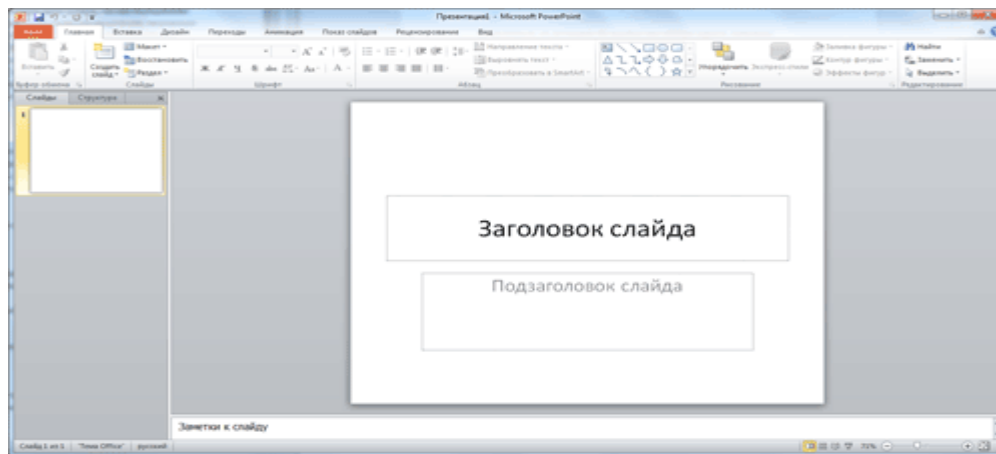 Презентация1 - Microsoft PowerPoint
Файл Главная Вставка Дизайн Переходы Анимация Показ слайдов Рецензирование Вид
Вставить
Создать слайд
Макет
Восстановить
Раздел
Направление текста
Выровнять текст
Преобразовать в SmartArt
Упорядочить Экспресс-стили
Заливка фигуры
Контур фигуры
Эффекты фигур
Найти
Заменить
Выделить
Буфер обмена Слайды Шрифт Абзац Рисование Редактирование
Слайды Структура
1
Заголовок слайда
Подзаголовок слайда
Заметки к слайду
Слайд 1 из 1 "Тема Office" русский 72%